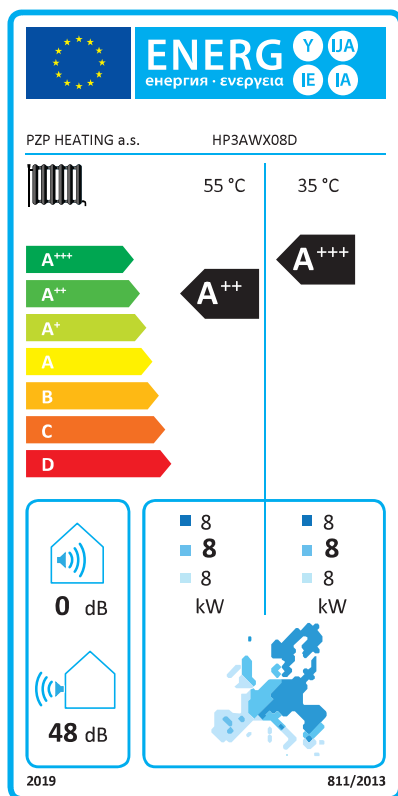 ENERG Y IJA
енергия · ενεργεια IE IA
PZP HEATING a.s. HP3AWX08D
55 °C 35 °C
A+++
A++
A+
A
B
C
D
A++
A+++
8 8
8 8
8 8
kW kW
0 dB
48 dB
2019 811/2013